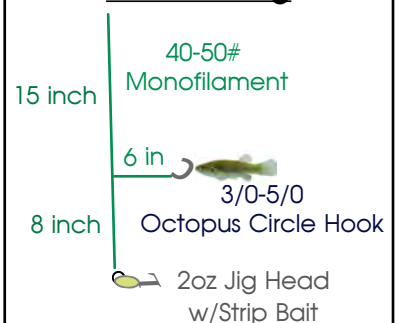 40-50#
Monofilament
15 inch
6 in
3/0-5/0
Octopus Circle Hook
8 inch
2oz Jig Head
w/Strip Bait